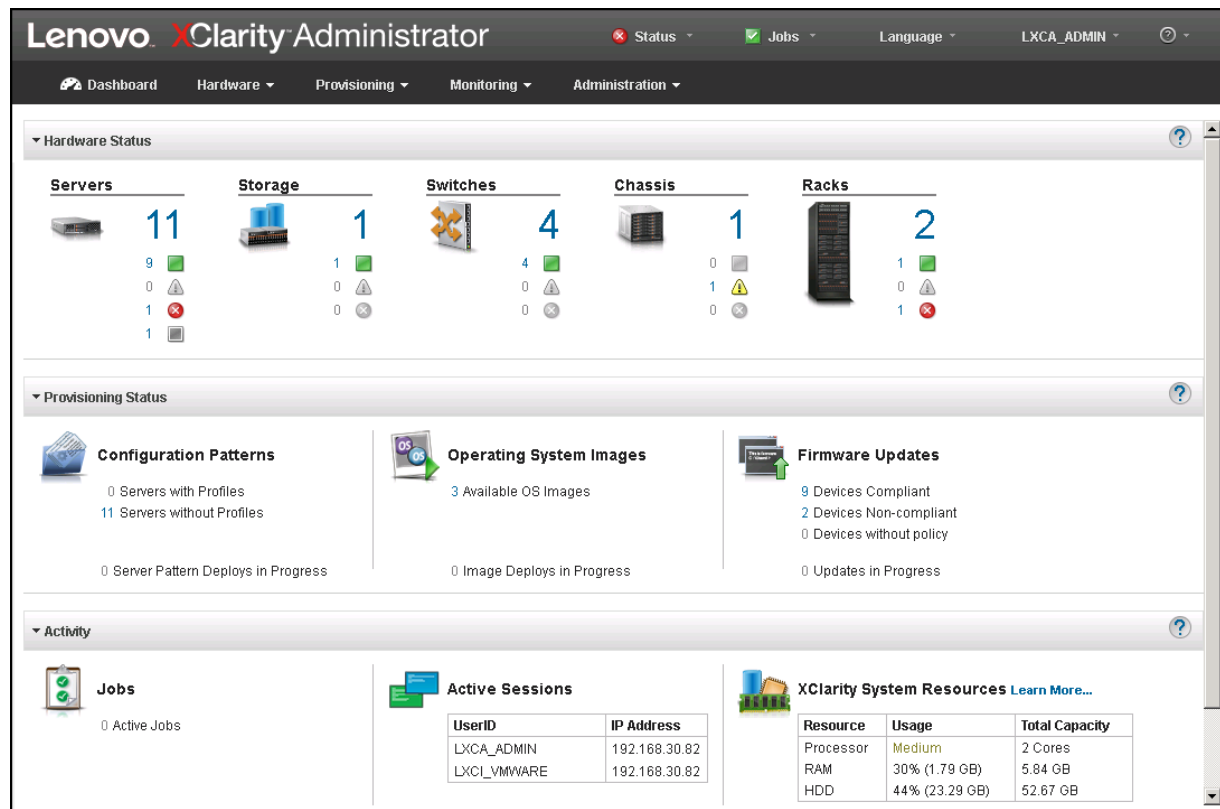 Lenovo. XClarity™ Administrator Status Jobs Language LXCA_ADMIN ?
Dashboard Hardware Provisioning Monitoring Administration
Hardware Status ?
Servers Storage Switches Chassis Racks
11 1 4 1 2
9 1 4 0 1
0 0 0 1 0
1 0 0 0 1
1
Provisioning Status ?
Configuration Patterns OS OS Operating System Images Firmware Updates
0 Servers with Profiles 3 Available OS Images 9 Devices Compliant
11 Servers without Profiles 2 Devices Non-compliant
0 Devices without policy
0 Server Pattern Deploys in Progress 0 Image Deploys in Progress 0 Updates in Progress
Activity ?
Jobs Active Sessions XClarity System Resources Learn More...
0 Active Jobs UserID IP Address Resource Usage Total Capacity
LXCA_ADMIN 192.168.30.82 Processor Medium 2 Cores
LXCI_VMWARE 192.168.30.82 RAM 30% (1.79 GB) 5.84 GB
HDD 44% (23.29 GB) 52.67 GB